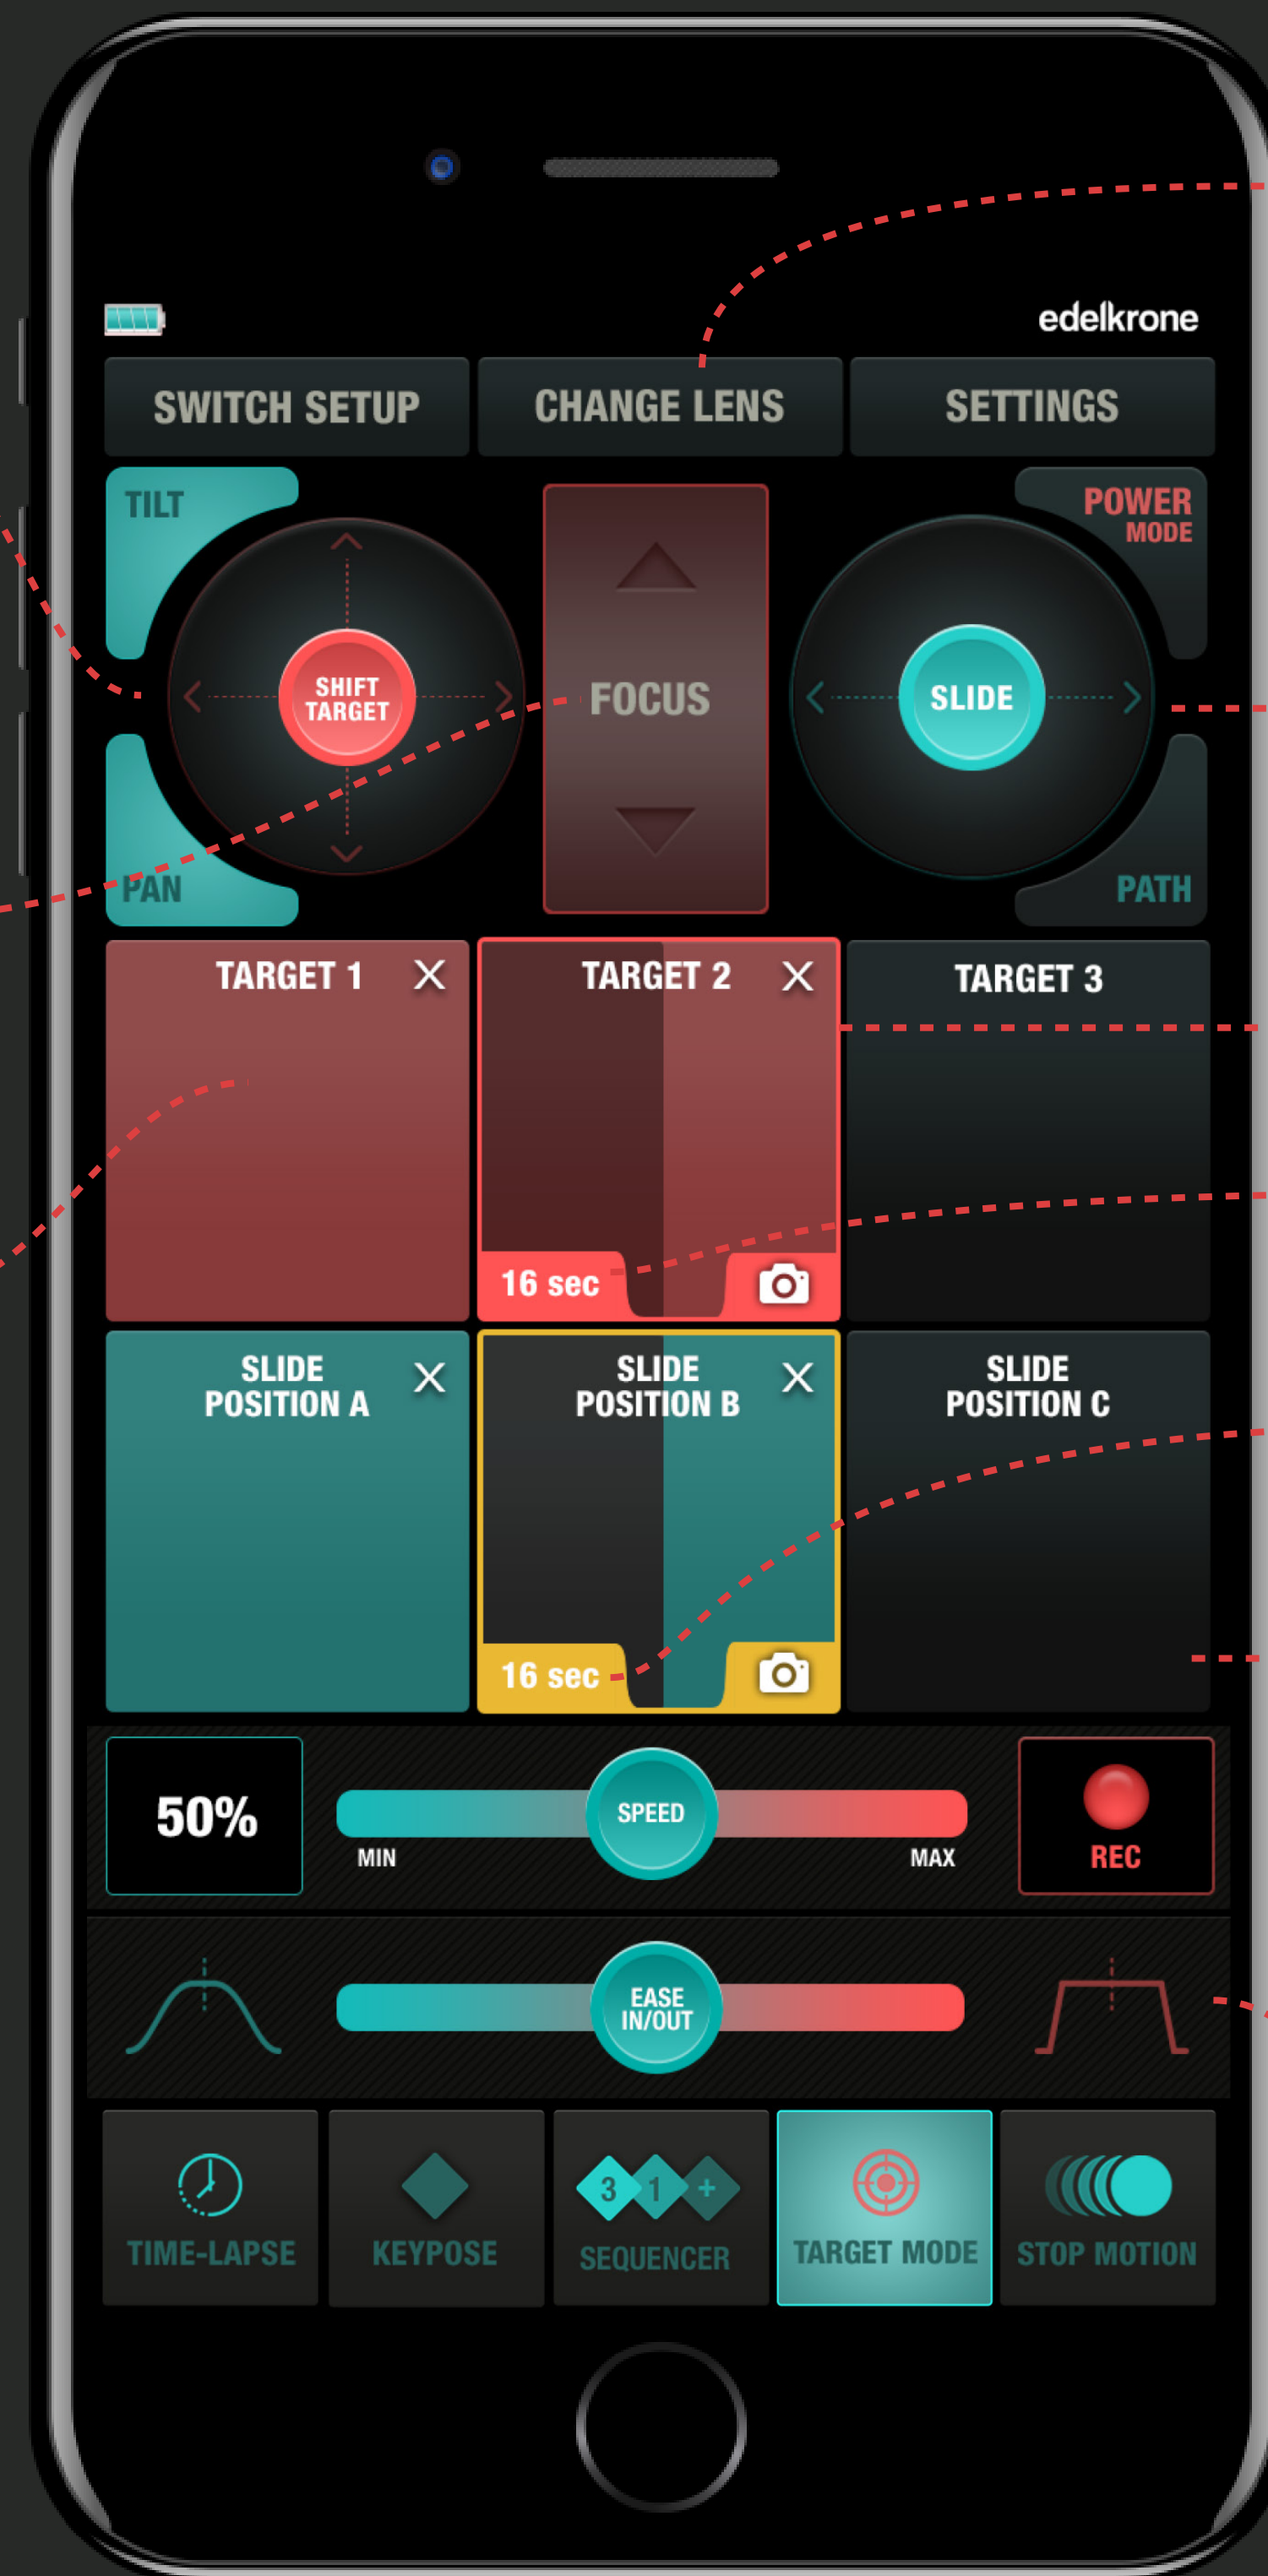 edelkrone
SWITCH SETUP
CHANGE LENS
SETTINGS
TILT
POWER
MODE
SHIFT
TARGET
FOCUS
SLIDE
PAN
PATH
TARGET 1 X
TARGET 2 X
TARGET 3
16 sec
SLIDE
POSITION A X
SLIDE
POSITION B X
SLIDE
POSITION C
16 sec
50%
SPEED
MIN
MAX
REC
EASE
IN/OUT
3 1 +
TIME-LAPSE
KEYPOSE
SEQUENCER
TARGET MODE
STOP MOTION